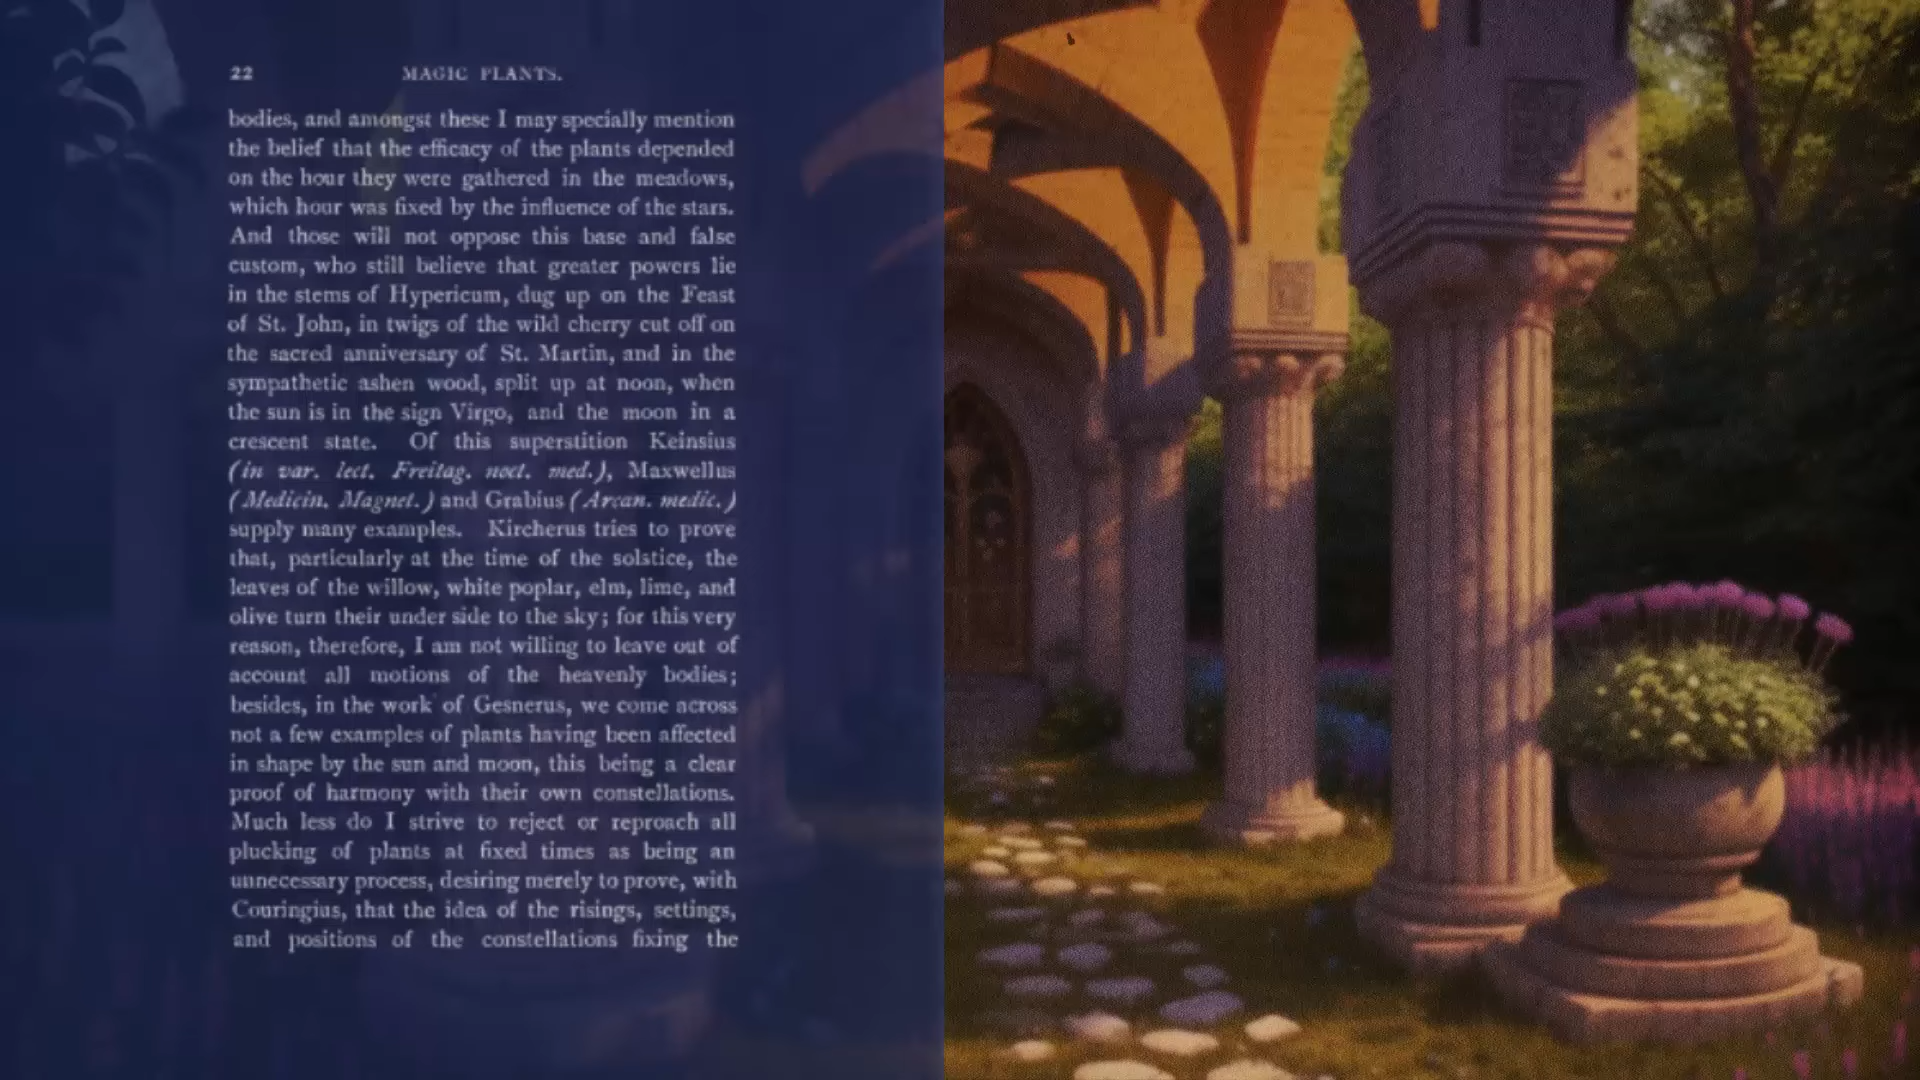 22 MAGIC PLANTS.
bodies, and amongst these I may specially mention
the belief that the efficacy of the plants depended
on the hour they were gathered in the meadows,
which hour was fixed by the influence of the stars.
And those will not oppose this base and false
custom, who still believe that greater powers lie
in the stems of Hypericum, dug up on the Feast
of St. John, in twigs of the wild cherry cut off on
the sacred anniversary of St. Martin, and in the
sympathetic ashen wood, split up at noon, when
the sun is in the sign Virgo, and the moon in a
crescent state. Of this superstition Keinsius
(in var. lect. Freitag. noct. med.), Maxwellus
(Medicin. Magnet.) and Grabius (Arcan. medic.)
supply many examples. Kircherus tries to prove
that, particularly at the time of the solstice, the
leaves of the willow, white poplar, elm, lime, and
olive turn their under side to the sky; for this very
reason, therefore, I am not willing to leave out of
account all motions of the heavenly bodies;
besides, in the work of Gesnerus, we come across
not a few examples of plants having been affected
in shape by the sun and moon, this being a clear
proof of harmony with their own constellations.
Much less do I strive to reject or reproach all
plucking of plants at fixed times as being an
unnecessary process, desiring merely to prove, with
Couringius, that the idea of the risings, settings,
and positions of the constellations fixing the